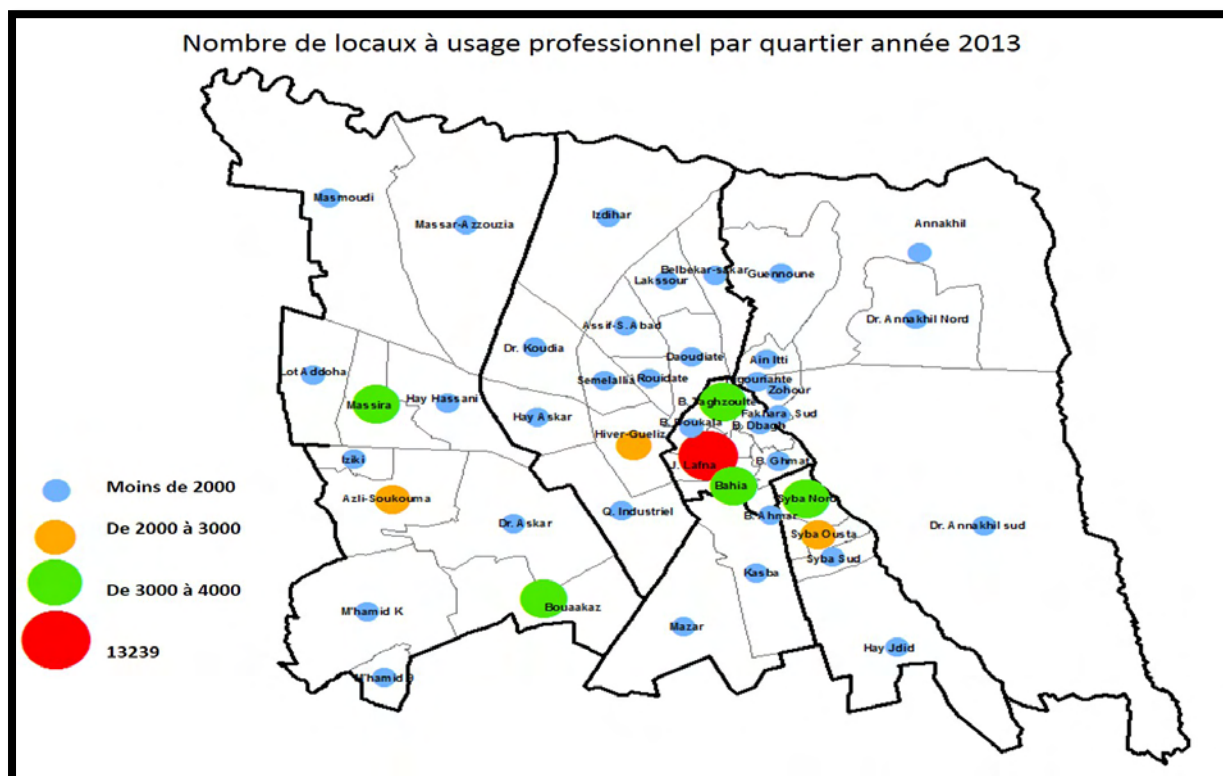 Nombre de locaux à usage professionnel par quartier année 2013
Masmoudi
Massar-Azzouzia
Izdihar
Annakhil
Belbekar-sakar
Guennoune
Lakssour
Dr. Annakhil Nord
Assif-S. Abad
Dr. Koudia
Daoudiate
Ain Itti
Lot Addoha
Semelallia
Rouidate
Zohour
Massira
Hay Hassani
B. Taghzoulte
Hay Askar
Fakhara Sud
B. Doukala
B. Dbagh
Hiver-Gueliz
Iziki
J. Lafna
B. Ghmat
Bahia
Azli-Soukouma
Syba Nord
Q. Industriel
B. Ahmar
Dr. Askar
Dr. Annakhil sud
Syba Ousta
Syba Sud
Kasba
Bouaakaz
M'hamid K
Mazar
Hay Jdid
Moins de 2000
De 2000 à 3000
De 3000 à 4000
13239